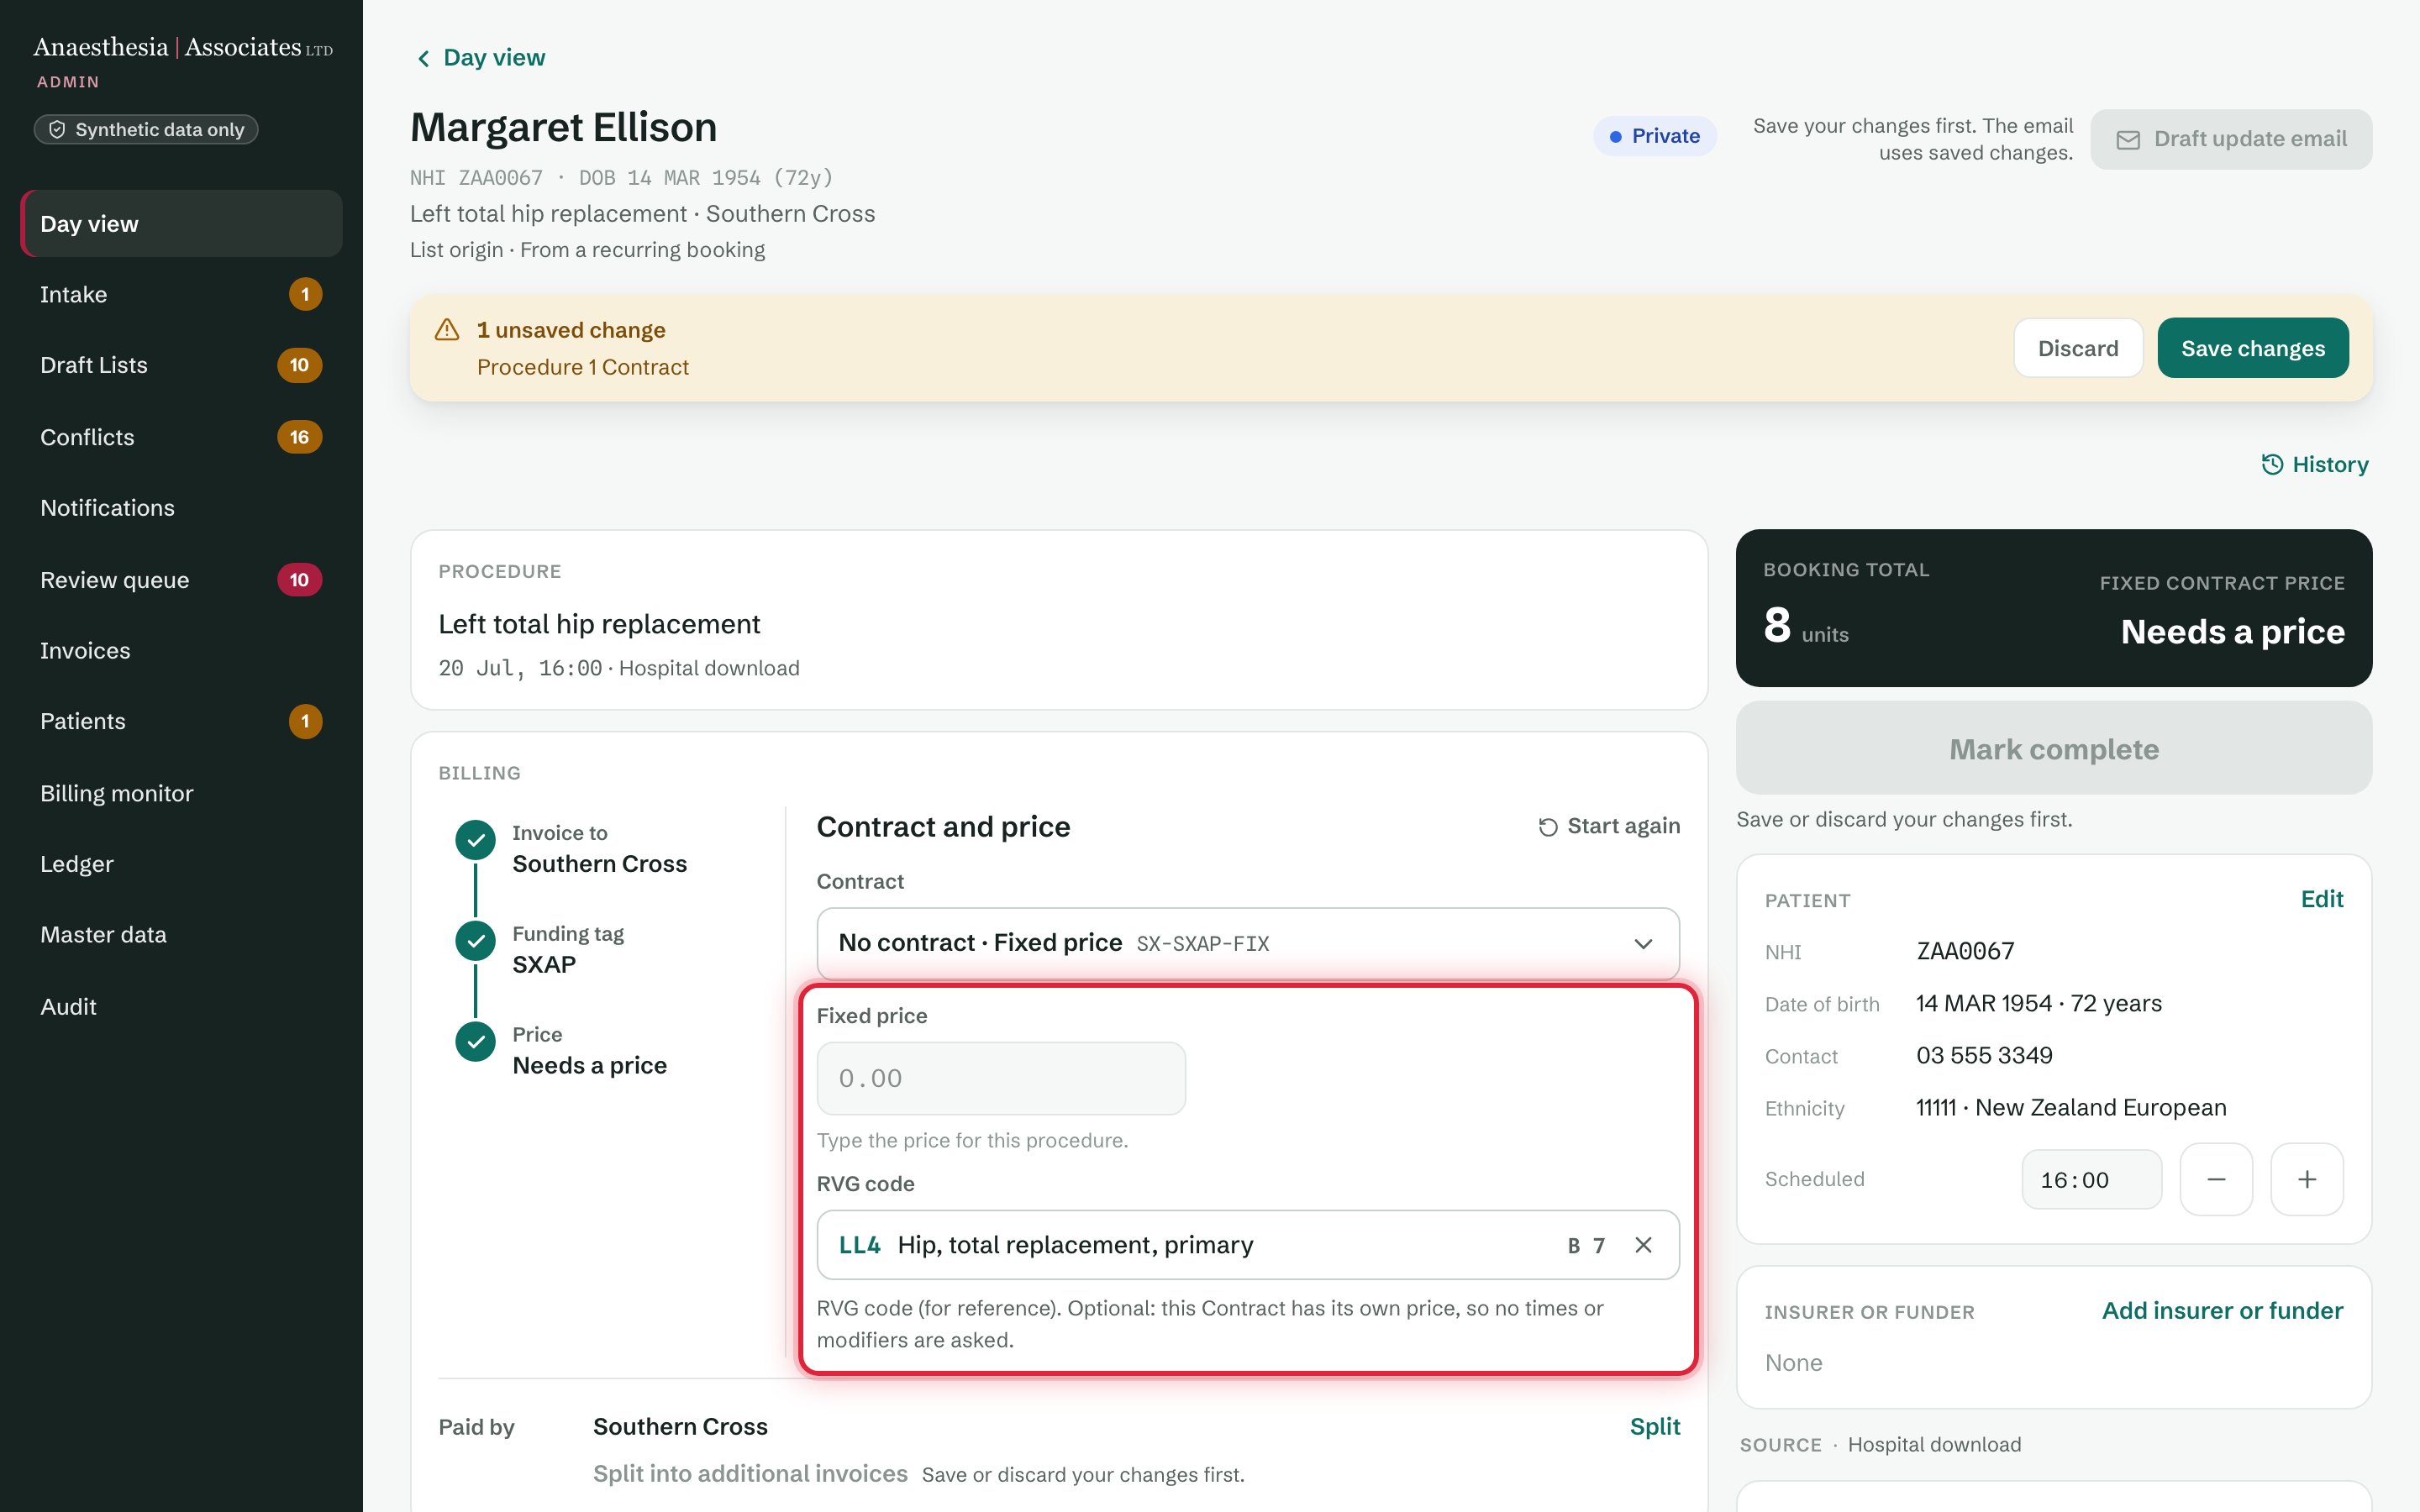 Anaesthesia | Associates LTD
ADMIN
Synthetic data only
Day view
Intake 1
Draft Lists 10
Conflicts 16
Notifications
Review queue 10
Invoices
Patients 1
Billing monitor
Ledger
Master data
Audit
Day view
Margaret Ellison
NHI ZAA0067 · DOB 14 MAR 1954 (72y)
Left total hip replacement · Southern Cross
List origin · From a recurring booking
Private
Save your changes first. The email
uses saved changes.
Draft update email
1 unsaved change
Procedure 1 Contract
Discard
Save changes
History
PROCEDURE
Left total hip replacement
20 Jul, 16:00 · Hospital download
BILLING
Invoice to
Southern Cross
Funding tag
SXAP
Price
Needs a price
Contract and price
Start again
Contract
No contract · Fixed price SX-SXAP-FIX
Fixed price
0.00
Type the price for this procedure.
RVG code
LL4 Hip, total replacement, primary B 7
RVG code (for reference). Optional: this Contract has its own price, so no times or
modifiers are asked.
Paid by Southern Cross Split
Split into additional invoices Save or discard your changes first.
BOOKING TOTAL
8 units
FIXED CONTRACT PRICE
Needs a price
Mark complete
Save or discard your changes first.
PATIENT Edit
NHI ZAA0067
Date of birth 14 MAR 1954 · 72 years
Contact 03 555 3349
Ethnicity 11111 · New Zealand European
Scheduled 16:00 − +
INSURER OR FUNDER Add insurer or funder
None
SOURCE · Hospital download